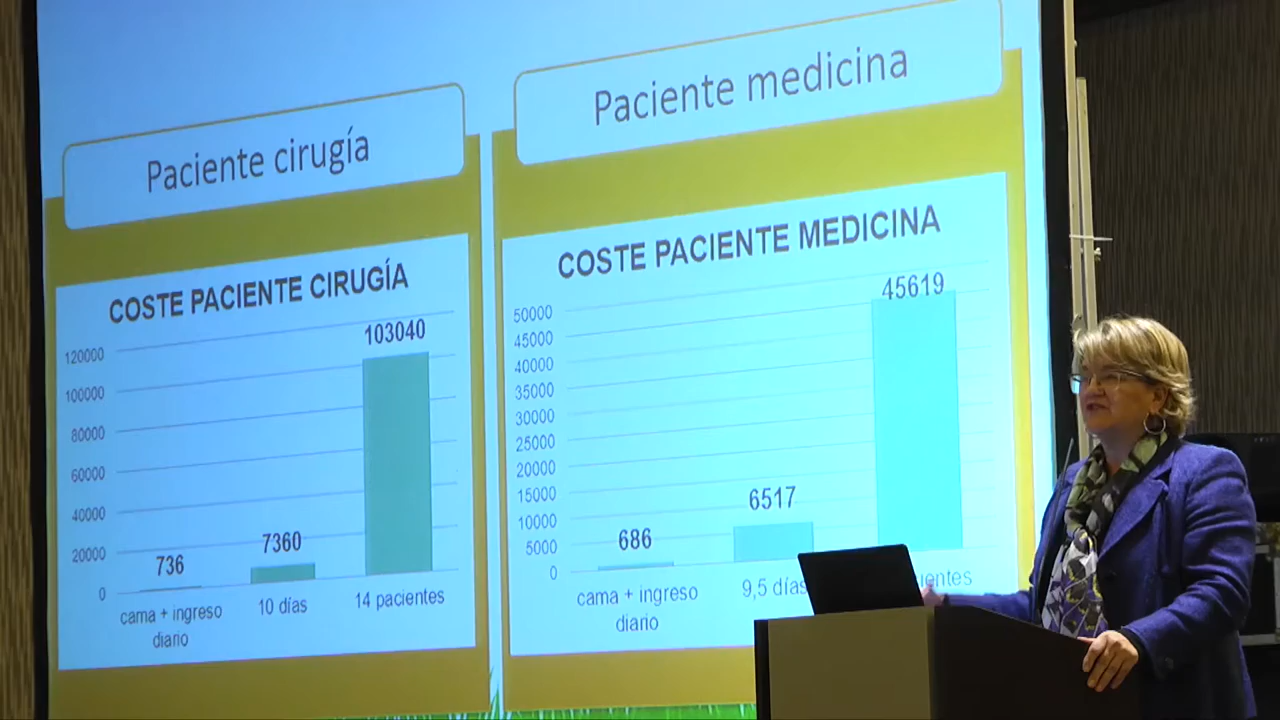 Paciente cirugía
COSTE PACIENTE CIRUGÍA
120000
100000
80000
60000
40000
20000
0
736
7360
103040
cama + ingreso
diario
10 días
14 pacientes
Paciente medicina
COSTE PACIENTE MEDICINA
50000
45000
40000
35000
30000
25000
20000
15000
10000
5000
0
686
6517
45619
cama + ingreso
diario
9,5 días